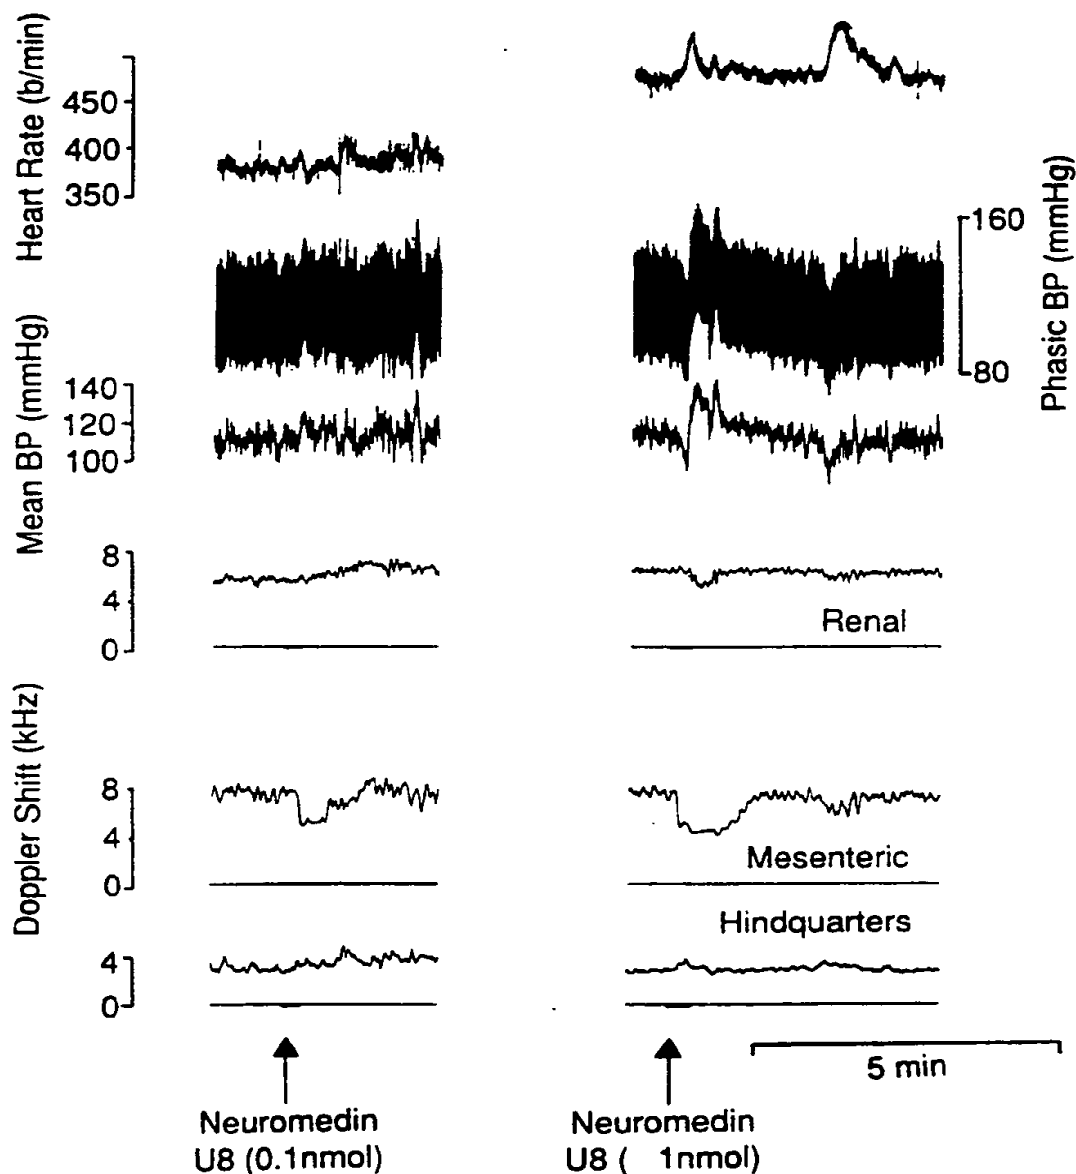 Heart Rate (b/min)
450
400
350
Phasic BP (mmHg)
160
80
Mean BP (mmHg)
140
120
100
Doppler Shift (kHz)
8
4
0
Renal
8
4
0
Mesenteric
Hindquarters
4
0
5 min
Neuromedin
U8 (0.1nmol)
Neuromedin
U8 ( 1nmol)